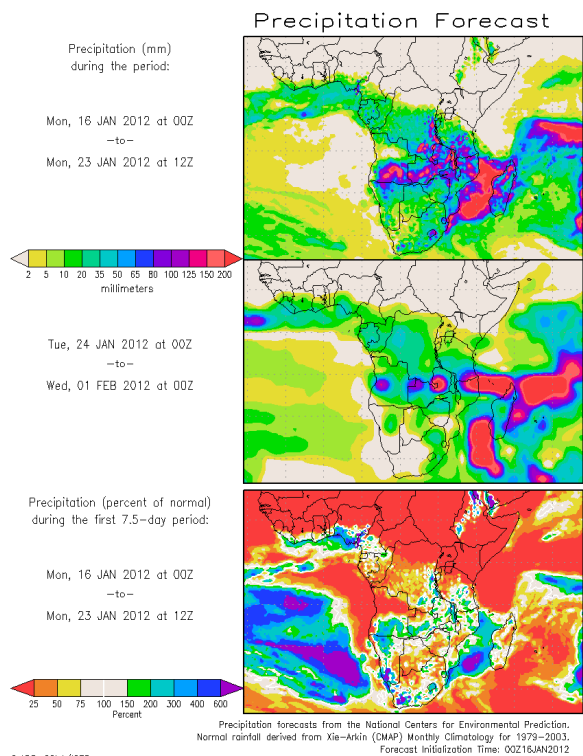 Precipitation Forecast
Precipitation (mm)
during the period:
Mon, 16 JAN 2012 at 00Z
-to-
Mon, 23 JAN 2012 at 12Z
2 5 10 20 35 50 65 80 100 125 150 200
millimeters
Tue, 24 JAN 2012 at 00Z
-to-
Wed, 01 FEB 2012 at 00Z
Precipitation (percent of normal)
during the first 7.5-day period:
Mon, 16 JAN 2012 at 00Z
-to-
Mon, 23 JAN 2012 at 12Z
25 50 75 100 150 200 300 400 600
Percent
Precipitation forecasts from the National Centers for Environmental Prediction.
Normal rainfall derived from Xie-Arkin (CMAP) Monthly Climatology for 1979-2003.
Forecast Initialization Time: 00Z16JAN2012